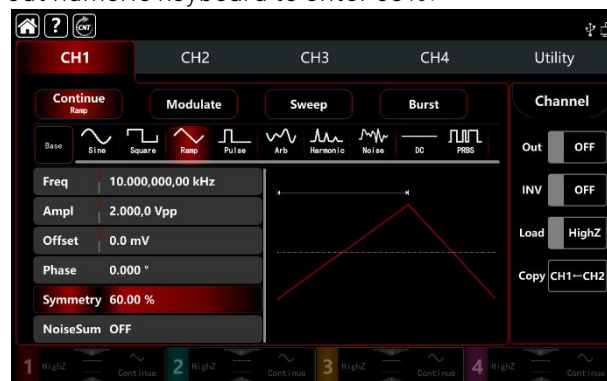 ? CNT
CH1 CH2 CH3 CH4 Utility
Continue Modulate Sweep Burst Channel
Ramp
Base Sine Square Ramp Pulse Arb Harmonic Noise DC PRBS
Out OFF
Freq 10.000,000,00 kHz
INV OFF
Ampl 2.000,0 Vpp
Offset 0.0 mV
Load HighZ
Phase 0.000 °
Copy CH1←CH2
Symmetry 60.00 %
NoiseSum OFF
1 HighZ Continue 2 HighZ Continue 3 HighZ Continue 4 HighZ Continue